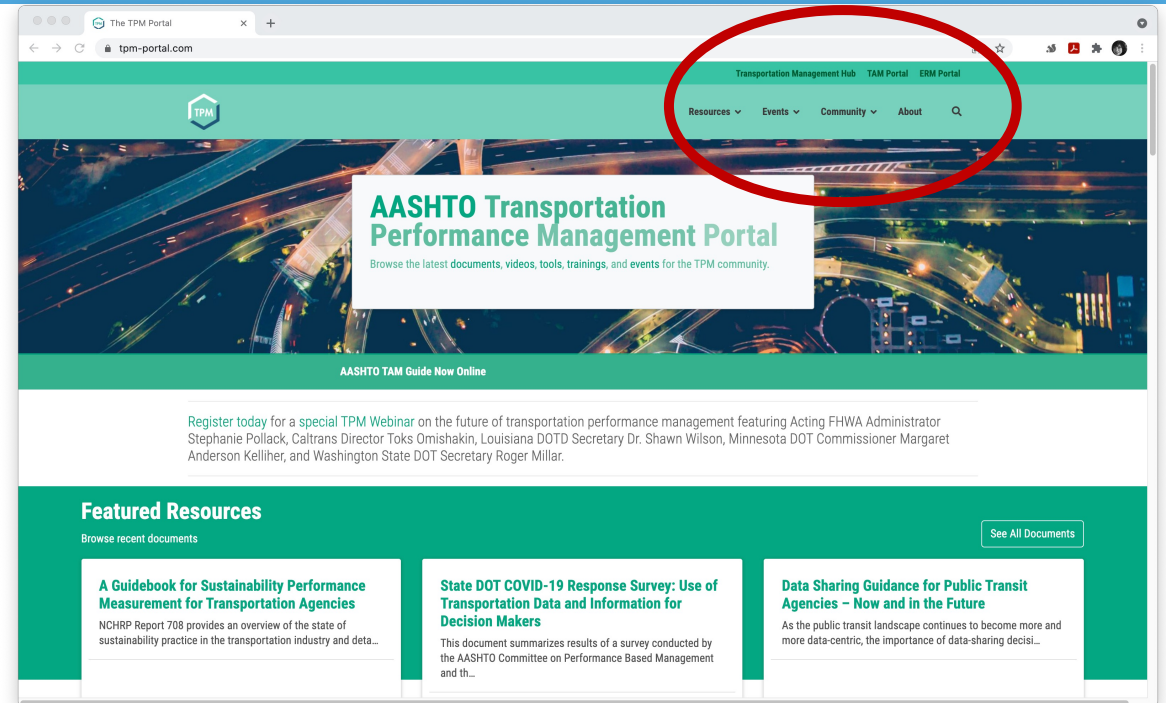 The TPM Portal
tpm-portal.com
Transportation Management Hub TAM Portal ERM Portal
TPM
Resources Events Community About
AASHTO Transportation
Performance Management Portal
Browse the latest documents, videos, tools, trainings, and events for the TPM community.
AASHTO TAM Guide Now Online
Register today for a special TPM Webinar on the future of transportation performance management featuring Acting FHWA Administrator
Stephanie Pollack, Caltrans Director Toks Omishakin, Louisiana DOTD Secretary Dr. Shawn Wilson, Minnesota DOT Commissioner Margaret
Anderson Kelliher, and Washington State DOT Secretary Roger Millar.
Featured Resources
Browse recent documents
See All Documents
A Guidebook for Sustainability Performance
Measurement for Transportation Agencies
NCHRP Report 708 provides an overview of the state of
sustainability practice in the transportation industry and deta...
State DOT COVID-19 Response Survey: Use of
Transportation Data and Information for
Decision Makers
This document summarizes results of a survey conducted by
the AASHTO Committee on Performance Based Management
and th...
Data Sharing Guidance for Public Transit
Agencies – Now and in the Future
As the public transit landscape continues to become more and
more data-centric, the importance of data-sharing decisi...